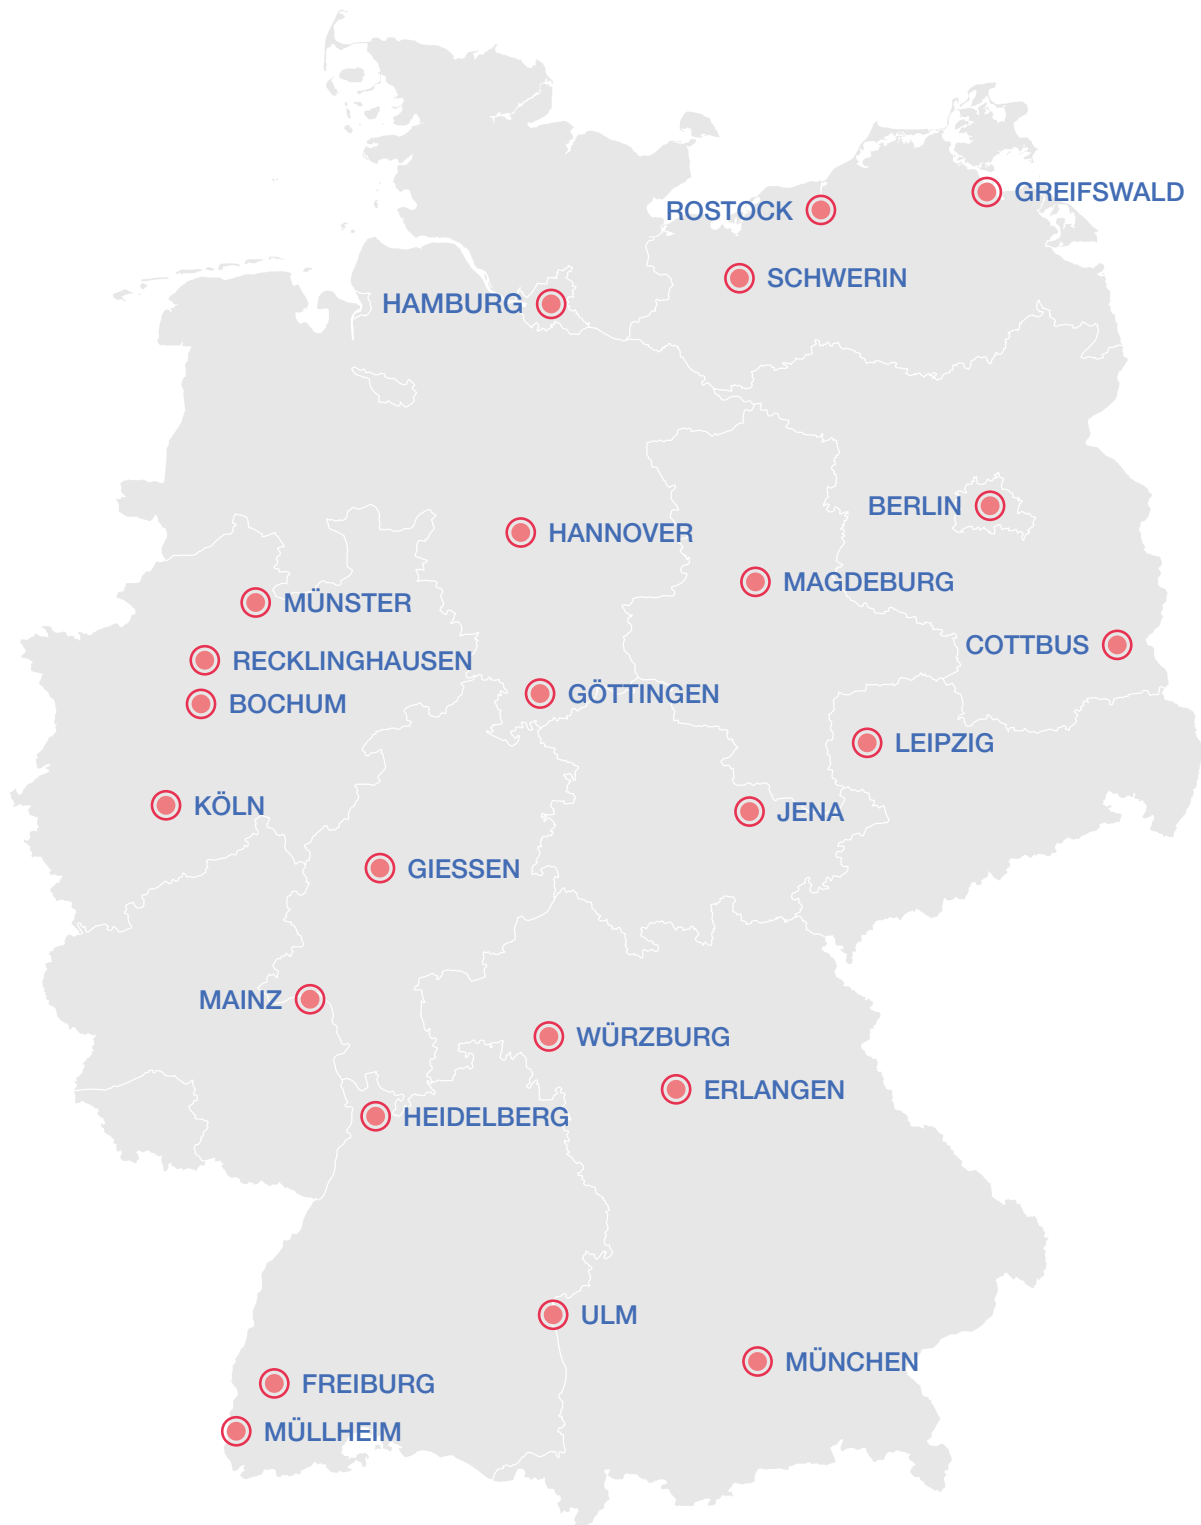 GREIFSWALD
ROSTOCK
SCHWERIN
HAMBURG
BERLIN
HANNOVER
MAGDEBURG
MÜNSTER
COTTBUS
RECKLINGHAUSEN
GÖTTINGEN
BOCHUM
LEIPZIG
KÖLN
JENA
GIESSEN
MAINZ
WÜRZBURG
ERLANGEN
HEIDELBERG
ULM
MÜNCHEN
FREIBURG
MÜLLHEIM